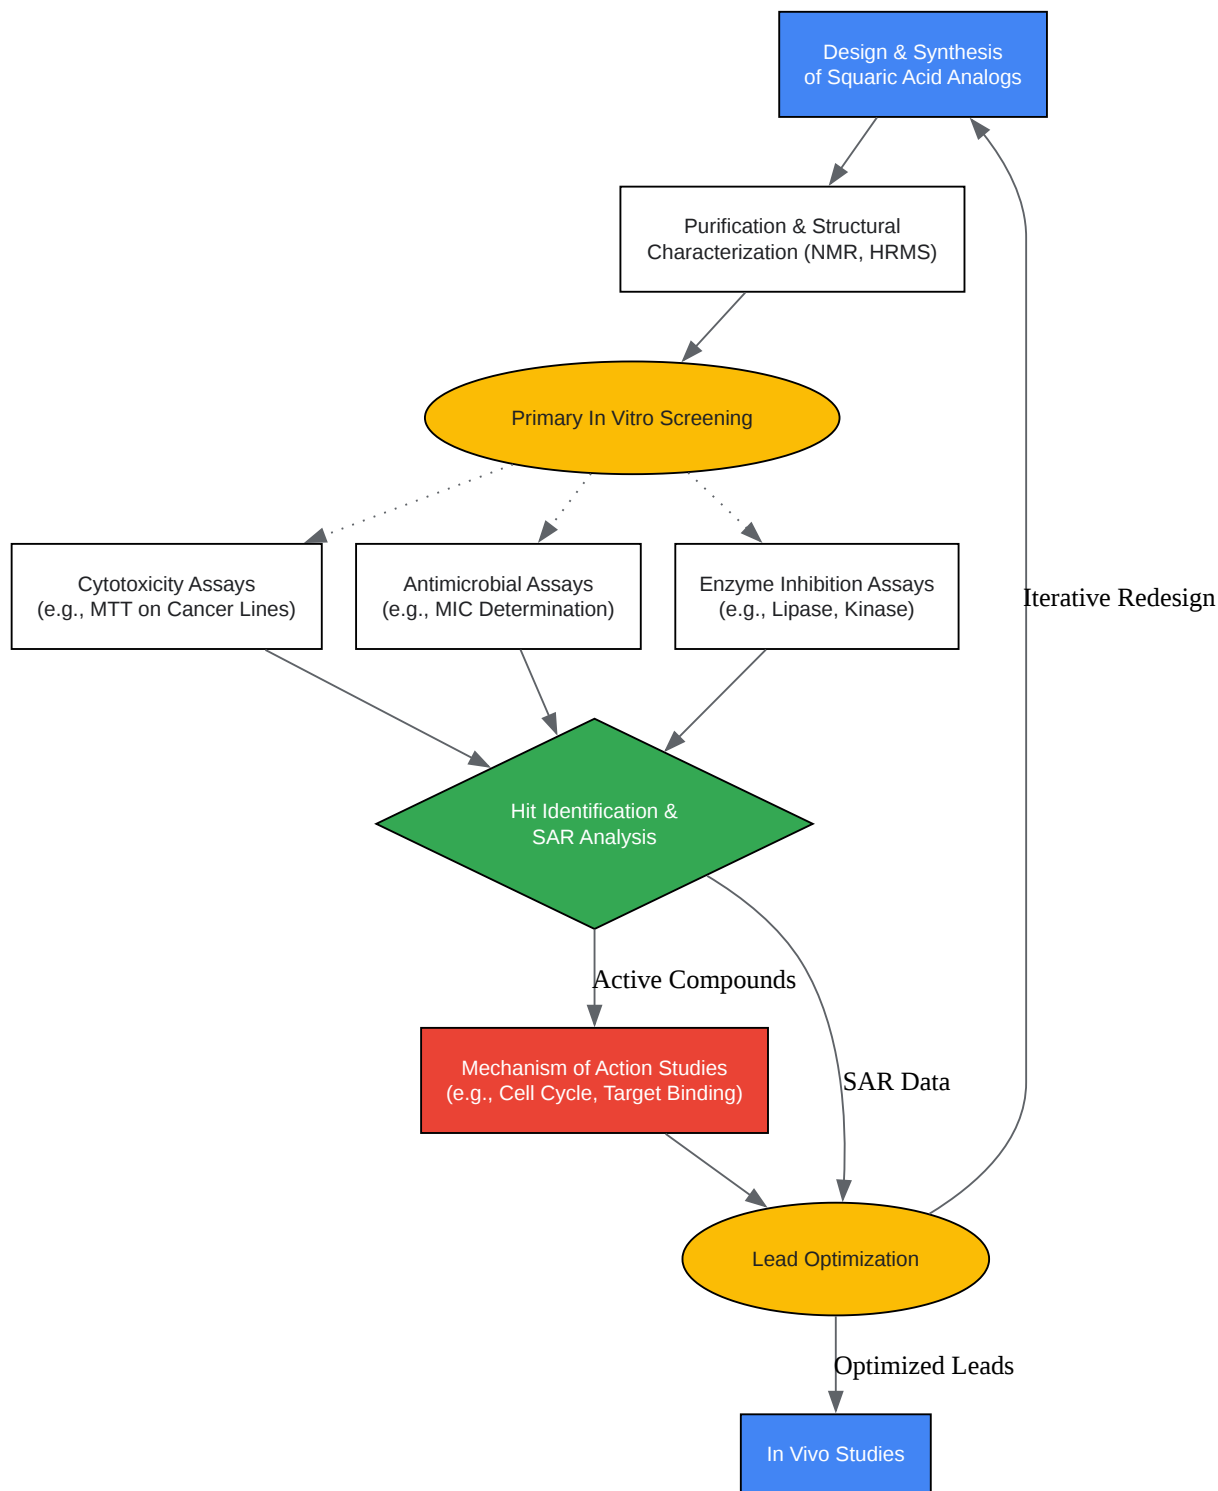 Design & Synthesis
of Squaric Acid Analogs
Purification & Structural
Characterization (NMR, HRMS)
Primary In Vitro Screening
Cytotoxicity Assays
(e.g., MTT on Cancer Lines)
Antimicrobial Assays
(e.g., MIC Determination)
Enzyme Inhibition Assays
(e.g., Lipase, Kinase)
Iterative Redesign
Hit Identification &
SAR Analysis
Active Compounds
Mechanism of Action Studies
(e.g., Cell Cycle, Target Binding)
SAR Data
Lead Optimization
Optimized Leads
In Vivo Studies